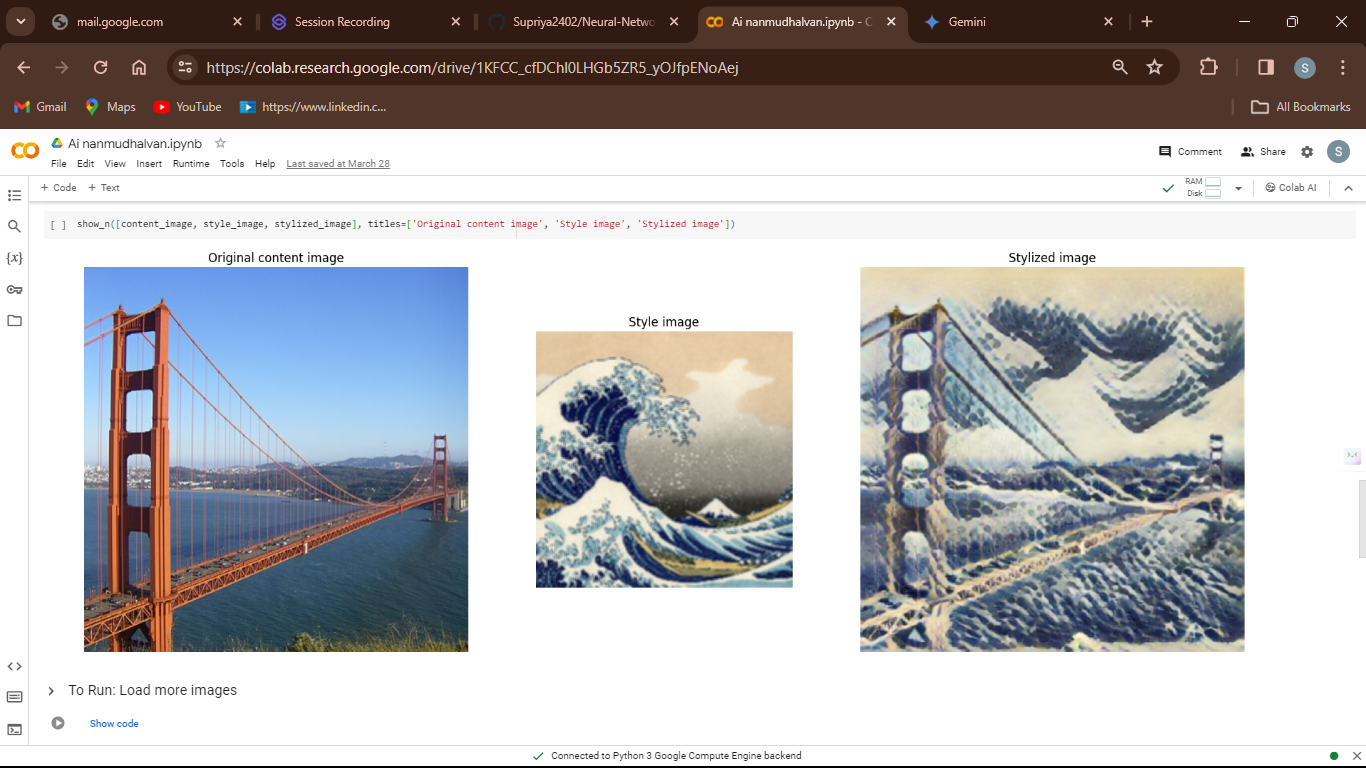 mail.google.com
Session Recording
Supriya2402/Neural-Netwo
Ai nanmudhalvan.ipynb - C
Gemini
https://colab.research.google.com/drive/1KFCC_cfDChI0LHGb5ZR5_yOJfpENoAej
S
Gmail
Maps
YouTube
https://www.linkedin.c...
All Bookmarks
Ai nanmudhalvan.ipynb
File Edit View Insert Runtime Tools Help Last saved at March 28
Comment
Share
S
+ Code + Text
RAM
Disk
Colab AI
{x}
[ ] show_n([content_image, style_image, stylized_image], titles=['Original content image', 'Style image', 'Stylized image'])
Original content image
Style image
Stylized image
To Run: Load more images
Show code
Connected to Python 3 Google Compute Engine backend